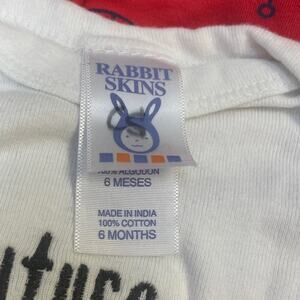 RABBIT
SKINS
100% ALGODON
6 MESES
MADE IN INDIA
100% COTTON
6 MONTHS